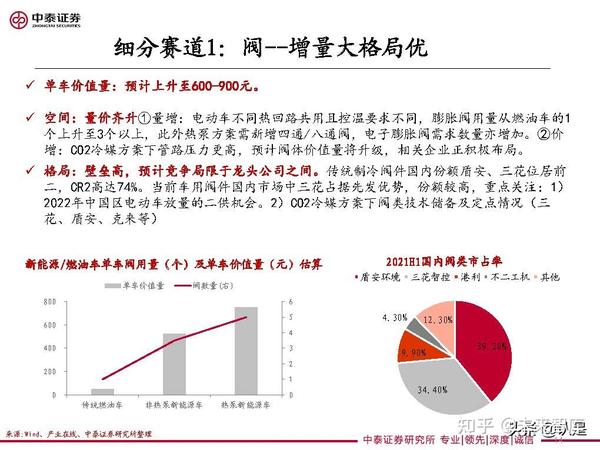 中泰证券
ZHONGTAI SECURITIES
细分赛道1：阀--增量大格局优
✓ 单车价值量：预计上升至600-900元。
✓ 空间：量价齐升①量增：电动车不同热回路共用且控温要求不同，膨胀阀用量从燃油车的1
个上升至3个以上，此外热泵方案需新增四通/八通阀，电子膨胀阀需求数量亦增加。②价
增：CO2冷媒方案下管路压力更高，预计阀体价值量将升级，相关企业正积极布局。
✓ 格局：壁垒高，预计竞争局限于龙头公司之间。传统制冷阀件国内份额盾安、三花位居前
二，CR2高达74%。当前车用阀件国内市场中三花占据先发优势，份额较高，重点关注：1）
2022年中国区电动车放量的二供机会。2）CO2冷媒方案下阀类技术储备及定点情况（三
花、盾安、克来等）
新能源/燃油车单车阀用量（个）及单车价值量（元）估算
单车价值量 阀数量(右)
800
600
400
200
0
6
5
4
3
2
1
0
传统燃油车 非热泵新能源车 热泵新能源车
2021H1国内阀类市占率
盾安环境 三花智控 港利 不二工机 其他
39.20%
34.40%
9.90%
4.30%
12.30%
来源:Wind、产业在线、中泰证券研究所整理
中泰证券研究所 专业|领先|深度|诚信
知乎 @未来智库
头条 @认是